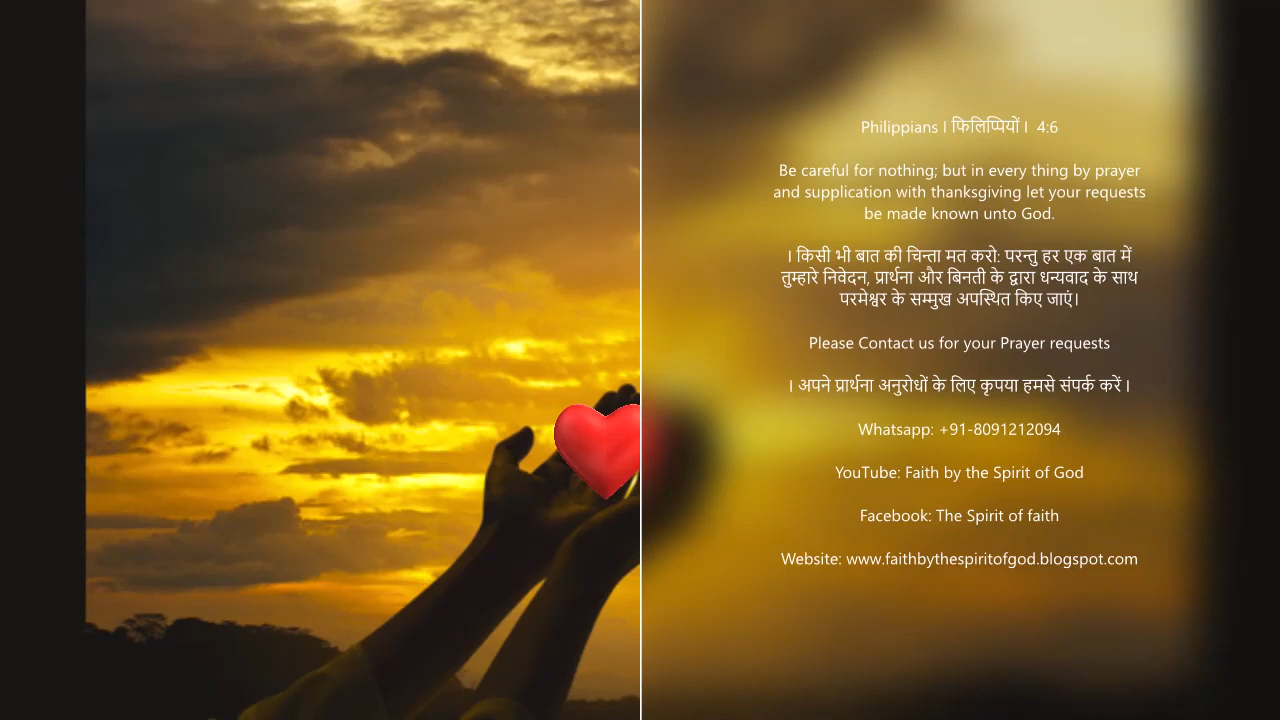 Philippians । फिलिप्पियों । 4:6
Be careful for nothing; but in every thing by prayer
and supplication with thanksgiving let your requests
be made known unto God.
। किसी भी बात की चिन्ता मत करो: परन्तु हर एक बात में
तुम्हारे निवेदन, प्रार्थना और बिनती के द्वारा धन्यवाद के साथ
परमेश्वर के सम्मुख अपस्थित किए जाएं।
Please Contact us for your Prayer requests
। अपने प्रार्थना अनुरोधों के लिए कृपया हमसे संपर्क करें ।
Whatsapp: +91-8091212094
YouTube: Faith by the Spirit of God
Facebook: The Spirit of faith
Website: www.faithbythespiritofgod.blogspot.com